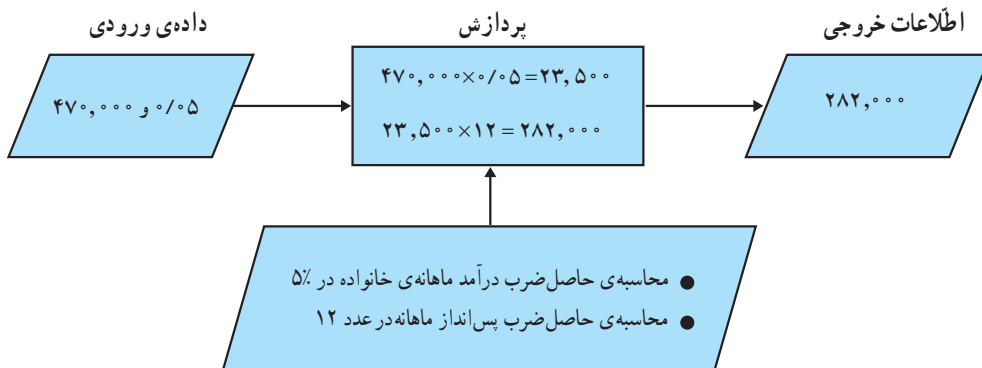 داده‌ی ورودی
پردازش
اطّلاعات خروجی
۰/۰۵ و ۴۷۰,۰۰۰
۴۷۰,۰۰۰×۰/۰۵=۲۳,۵۰۰
۲۳,۵۰۰×۱۲=۲۸۲,۰۰۰
۲۸۲,۰۰۰
● محاسبه‌ی حاصل‌ضرب درآمد ماهانه‌ی خانواده در ۵٪
● محاسبه‌ی حاصل‌ضرب پس‌انداز ماهانه در عدد ۱۲